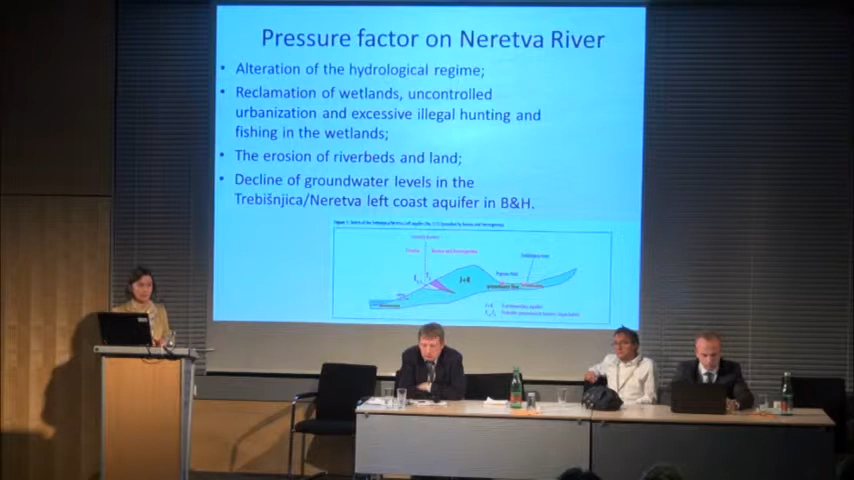 Pressure factor on Neretva River
• Alteration of the hydrological regime;
• Reclamation of wetlands, uncontrolled
urbanization and excessive illegal hunting and
fishing in the wetlands;
• The erosion of riverbeds and land;
• Decline of groundwater levels in the
Trebišnjica/Neretva left coast aquifer in B&H.